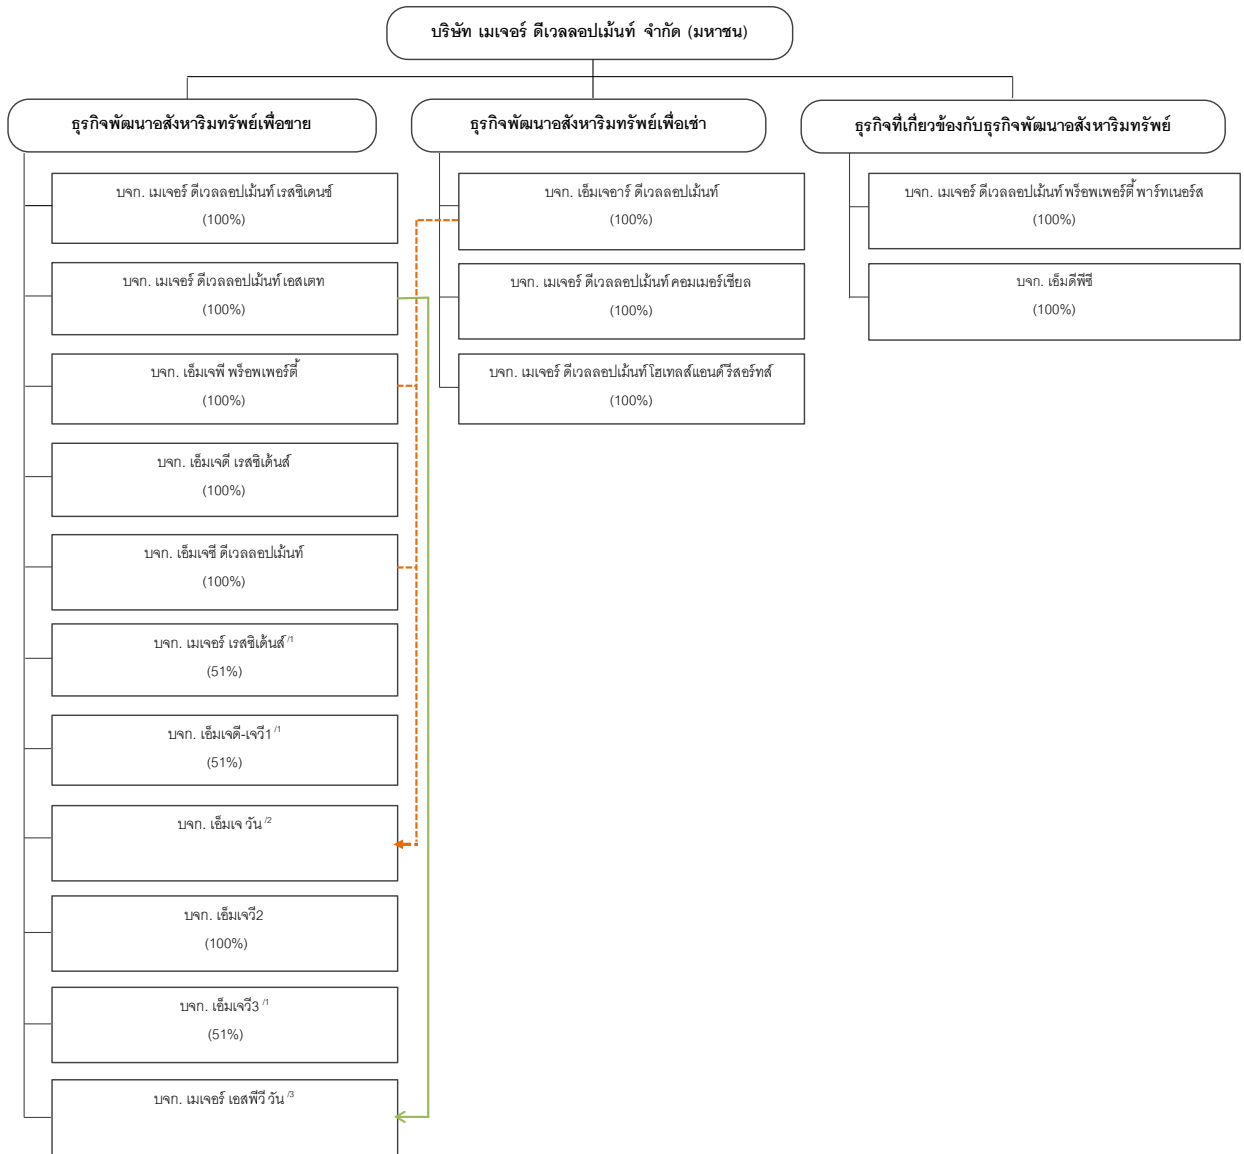 บริษัท เมเจอร์ ดีเวลลอปเม้นท์ จำกัด (มหาชน)
ธุรกิจพัฒนาอสังหาริมทรัพย์เพื่อขาย
บจก. เมเจอร์ ดีเวลลอปเม้นท์ เรสซิเดนซ์
(100%)
บจก. เมเจอร์ ดีเวลลอปเม้นท์ เอสเตท
(100%)
บจก. เอ็มเจพี พร็อพเพอร์ตี้
(100%)
บจก. เอ็มเจดี เรสซิเด้นส์
(100%)
บจก. เอ็มเจซี ดีเวลลอปเม้นท์
(100%)
บจก. เมเจอร์ เรสซิเด้นส์ /1
(51%)
บจก. เอ็มเจดี-เจวี1 /1
(51%)
บจก. เอ็มเจ วัน /2
บจก. เอ็มเจวี2
(100%)
บจก. เอ็มเจวี3 /1
(51%)
บจก. เมเจอร์ เอสพีวี วัน /3
ธุรกิจพัฒนาอสังหาริมทรัพย์เพื่อเช่า
บจก. เอ็มเจอาร์ ดีเวลลอปเม้นท์
(100%)
บจก. เมเจอร์ ดีเวลลอปเม้นท์ คอมเมอร์เชียล
(100%)
บจก. เมเจอร์ ดีเวลลอปเม้นท์ โฮเทลส์แอนด์รีสอร์ทส์
(100%)
ธุรกิจที่เกี่ยวข้องกับธุรกิจพัฒนาอสังหาริมทรัพย์
บจก. เมเจอร์ ดีเวลลอปเม้นท์ พร็อพเพอร์ตี้ พาร์ทเนอร์ส
(100%)
บจก. เอ็มดีพีซี
(100%)